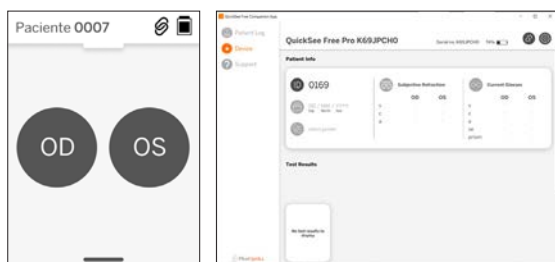 Paciente 0007
OD
OS
QuickSee Free Companion App
Patient Log
Device
Support
QuickSee Free Pro K69JPCHO
Patient Info
0169
Subjective Refraction
OD OS
Current Glasses
OD OS
prism
Test Results
No test results to display